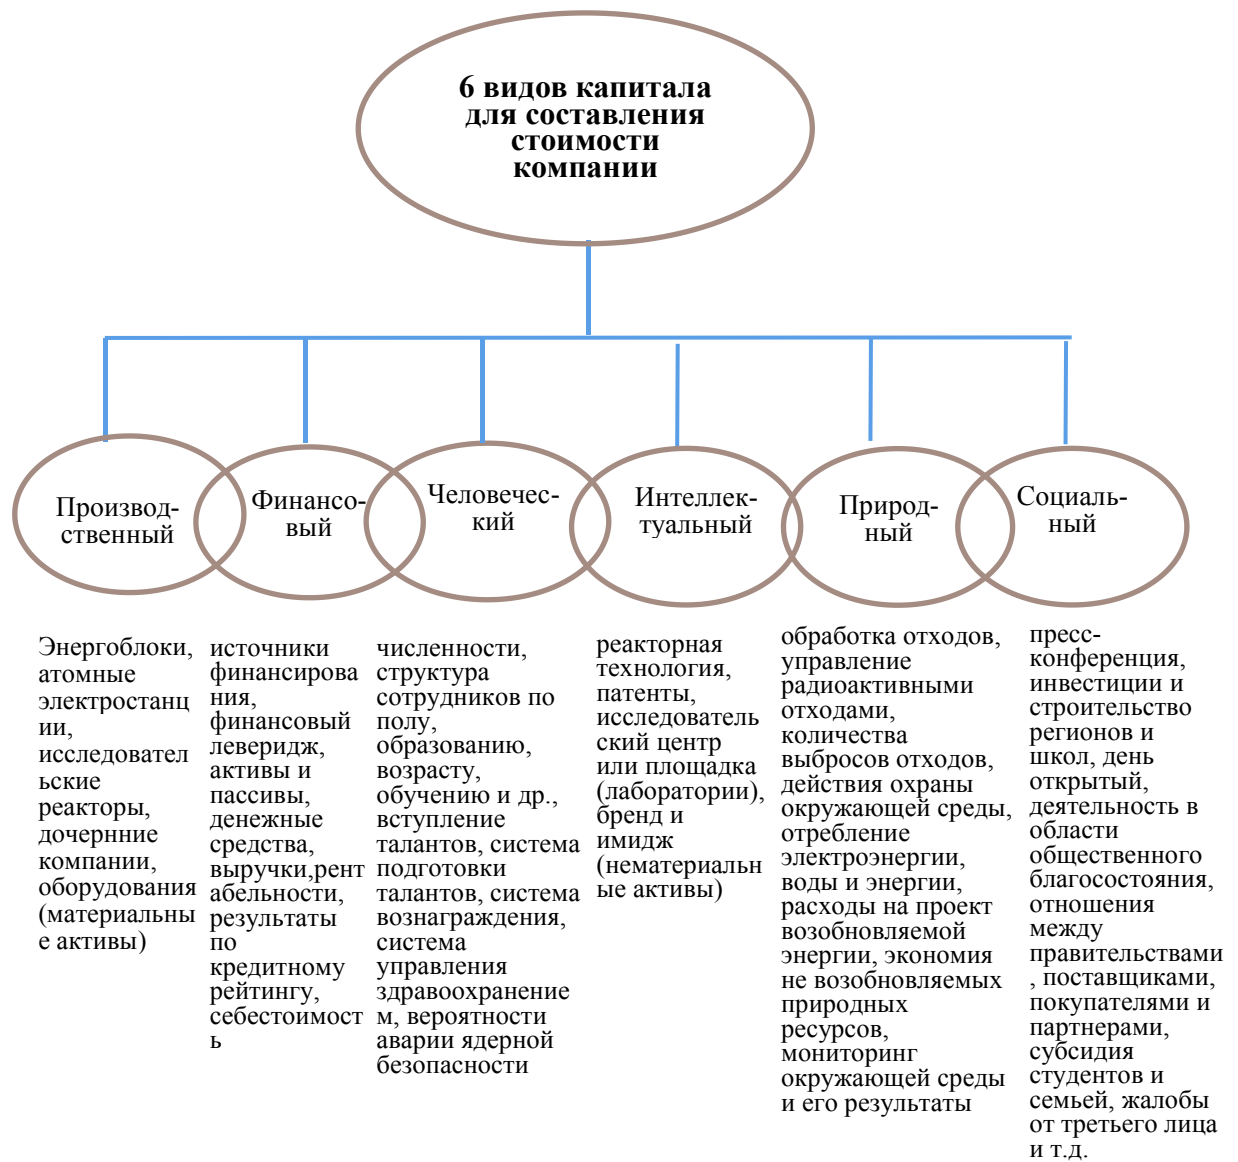 6 видов капитала
для составления
стоимости
компании
Производ-
ственный
Финансо-
вый
Человечес-
кий
Интеллек-
туальный
Природ-
ный
Социаль-
ный
Энергоблоки,
атомные
электростанц
ии,
исследовател
ьские
реакторы,
дочернние
компании,
оборудования
(материальны
е активы)
источники
финансирова
ния,
финансовый
леверидж,
активы и
пассивы,
денежные
средства,
выручки,рент
абельности,
результаты
по
кредитному
рейтингу,
себестоимост
ь
численности,
структура
сотрудников по
полу,
образованию,
возрасту,
обучению и др.,
вступление
талантов, система
подготовки
талантов, система
вознаграждения,
система
управления
здравоохранение
м, вероятности
аварии ядерной
безопасности
реакторная
технология,
патенты,
исследователь
ский центр
или площадка
(лаборатории),
бренд и
имидж
(нематериальн
ые активы)
обработка отходов,
управление
радиоактивными
отходами,
количества
выбросов отходов,
действия охраны
окружающей среды,
отребление
электроэнергии,
воды и энергии,
расходы на проект
возобновляемой
энергии, экономия
не возобновляемых
природных
ресурсов,
мониторинг
окружающей среды
и его результаты
пресс-
конференция,
инвестиции и
строительство
регионов и
школ, день
открытый,
деятельность в
области
общественного
благосостояния,
отношения
между
правительствами
, поставщиками,
покупателями и
партнерами,
субсидия
студентов и
семьей, жалобы
от третьего лица
и т.д.